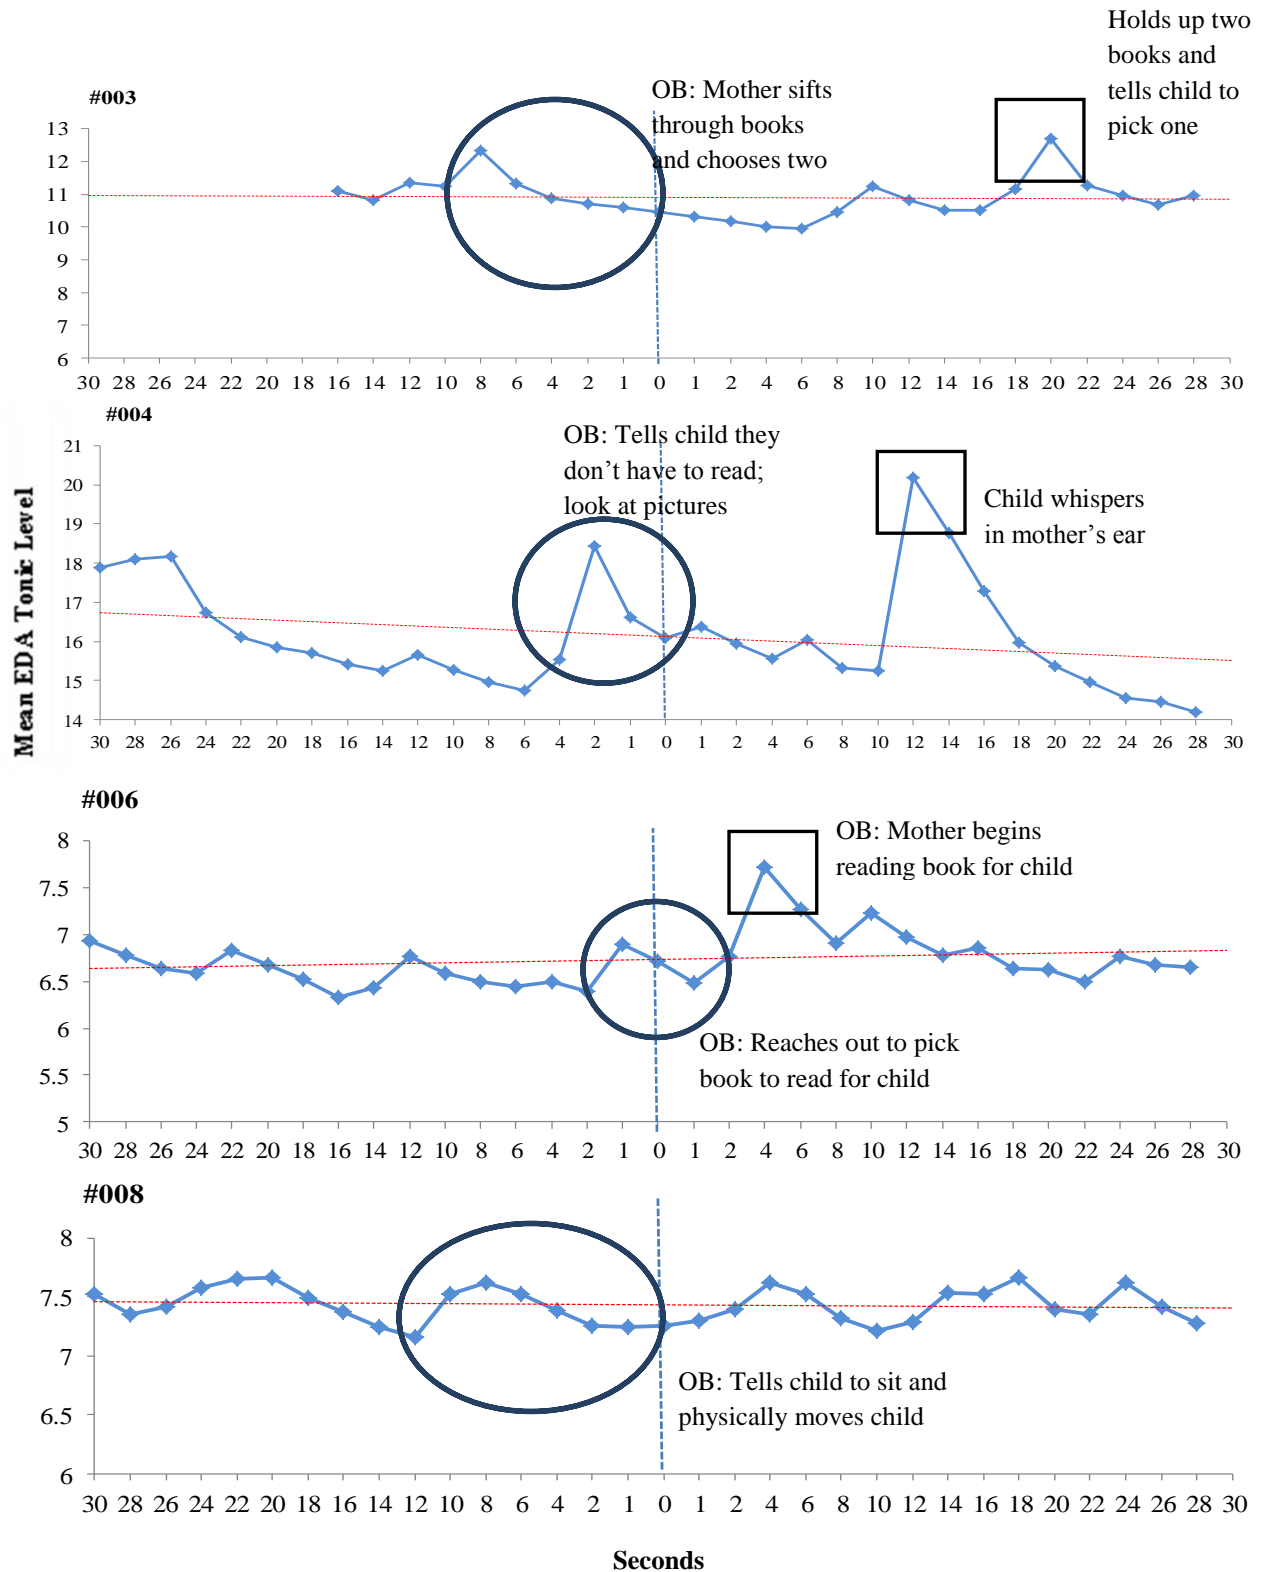 Holds up two
books and
tells child to
pick one
#003
OB: Mother sifts
through books
and chooses two
13
12
11
10
9
8
7
6
30 28 26 24 22 20 18 16 14 12 10 8 6 4 2 1 0 1 2 4 6 8 10 12 14 16 18 20 22 24 26 28 30
#004
OB: Tells child they
don't have to read;
look at pictures
Child whispers
in mother's ear
21
20
19
18
17
16
15
14
30 28 26 24 22 20 18 16 14 12 10 8 6 4 2 1 0 1 2 4 6 8 10 12 14 16 18 20 22 24 26 28 30
Mean EDA Tonic Level
#006
OB: Mother begins
reading book for child
OB: Reaches out to pick
book to read for child
8
7.5
7
6.5
6
5.5
5
30 28 26 24 22 20 18 16 14 12 10 8 6 4 2 1 0 1 2 4 6 8 10 12 14 16 18 20 22 24 26 28 30
#008
OB: Tells child to sit and
physically moves child
8
7.5
7
6.5
6
30 28 26 24 22 20 18 16 14 12 10 8 6 4 2 1 0 1 2 4 6 8 10 12 14 16 18 20 22 24 26 28 30
Seconds